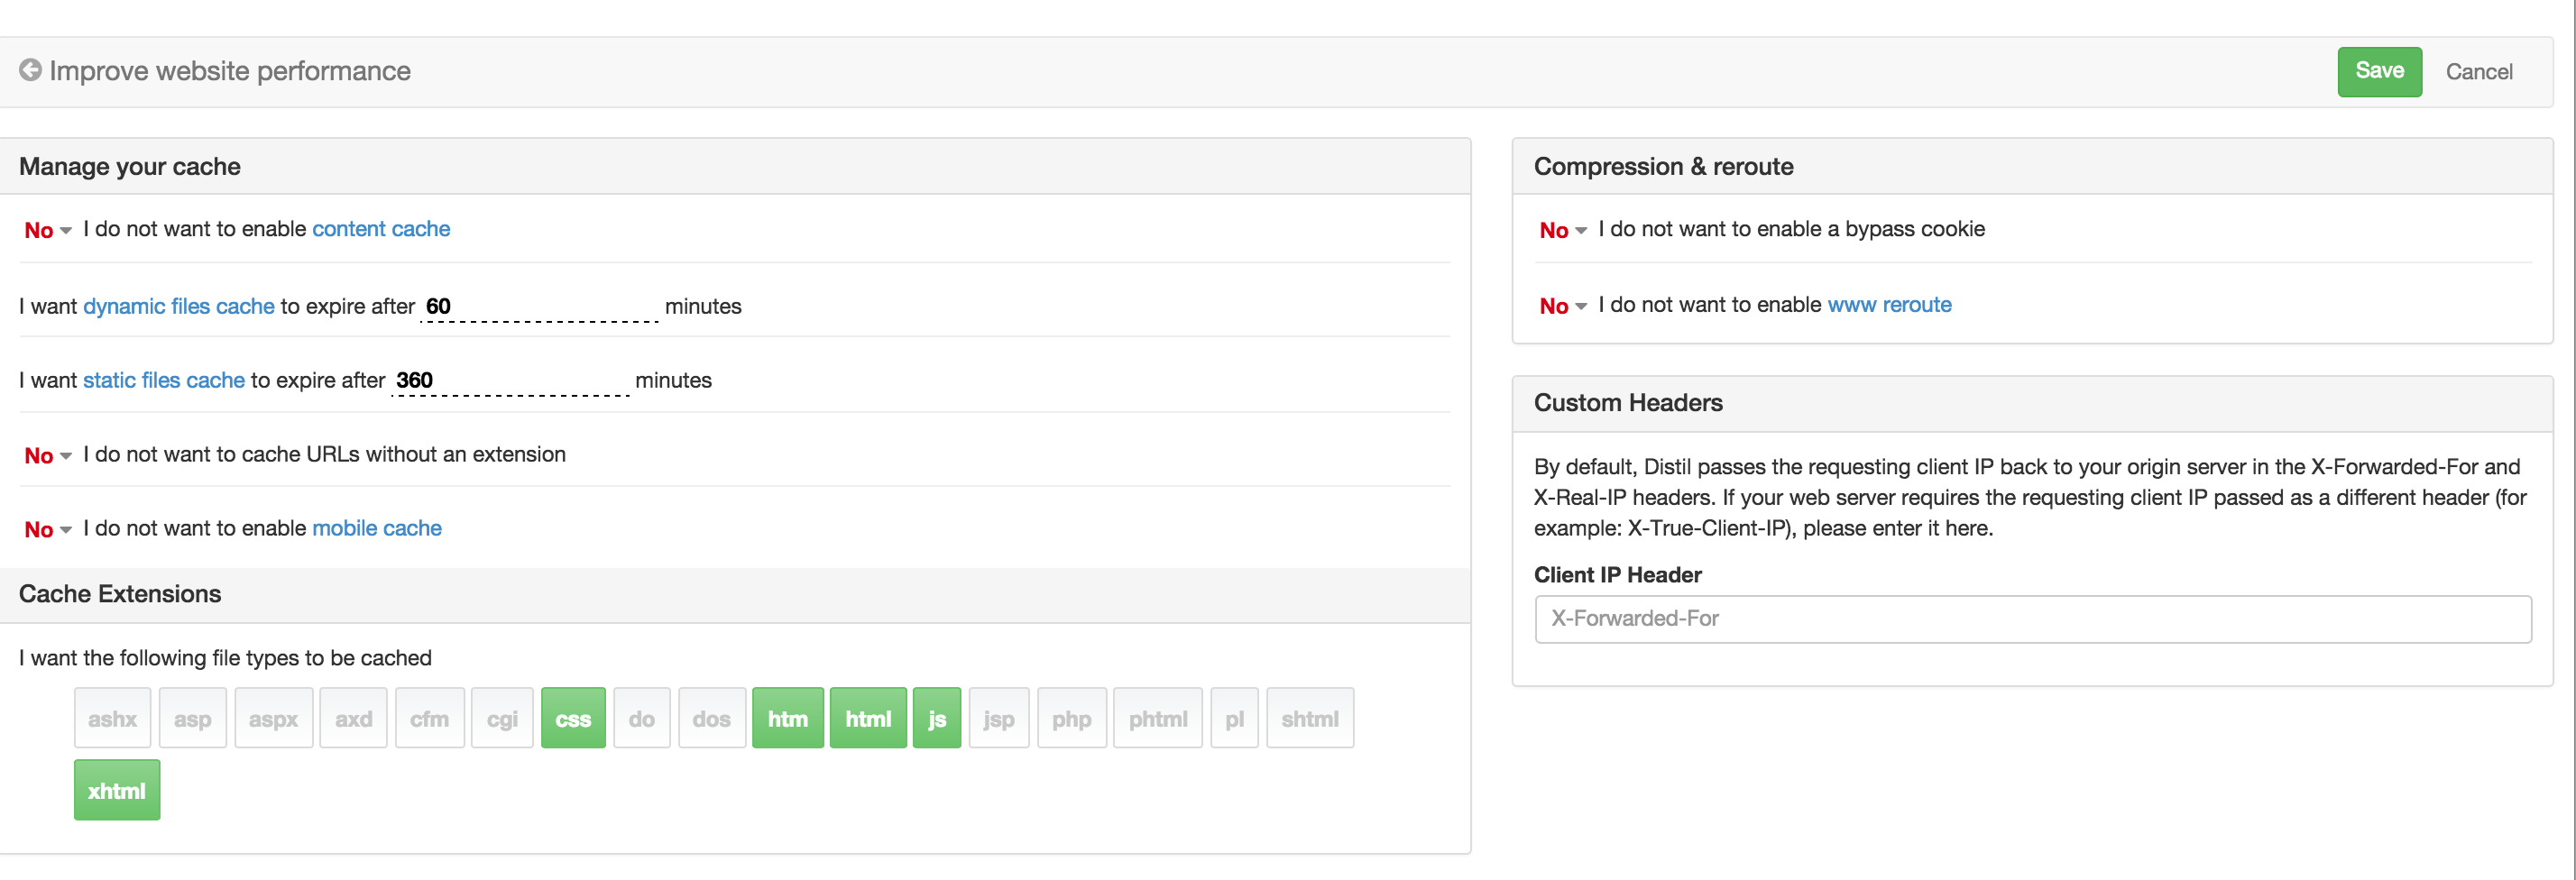 Improve website performance
Save Cancel
Manage your cache
No I do not want to enable content cache
I want dynamic files cache to expire after 60 minutes
I want static files cache to expire after 360 minutes
No I do not want to cache URLs without an extension
No I do not want to enable mobile cache
Cache Extensions
I want the following file types to be cached
ashx asp aspx axd cfm cgi css do dos htm html js jsp php phtml pl shtml
xhtml
Compression & reroute
No I do not want to enable a bypass cookie
No I do not want to enable www reroute
Custom Headers
By default, Distil passes the requesting client IP back to your origin server in the X-Forwarded-For and
X-Real-IP headers. If your web server requires the requesting client IP passed as a different header (for
example: X-True-Client-IP), please enter it here.
Client IP Header
X-Forwarded-For